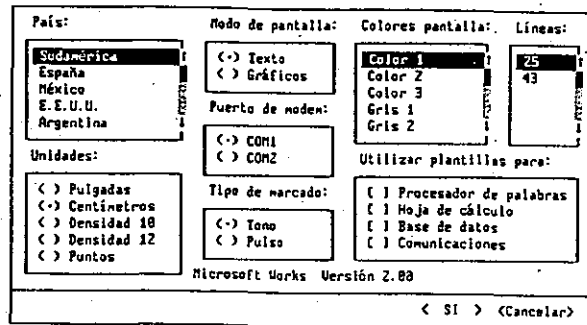 País:
Sudamérica
España
México
E.E.U.U.
Argentina
Unidades:
( ) Pulgadas
(·) Centímetros
( ) Densidad 10
( ) Densidad 12
( ) Puntos
Modo de pantalla:
(·) Texto
( ) Gráficos
Puerto de modem:
(·) COM1
( ) COM2
Tipo de marcado:
(·) Tono
( ) Pulso
Colores pantalla:
Color 1
Color 2
Color 3
Gris 1
Gris 2
Líneas:
25
43
Utilizar plantillas para:
[ ] Procesador de palabras
[ ] Hoja de cálculo
[ ] Base de datos
[ ] Comunicaciones
Microsoft Works Versión 2.00
< SI > <Cancelar>